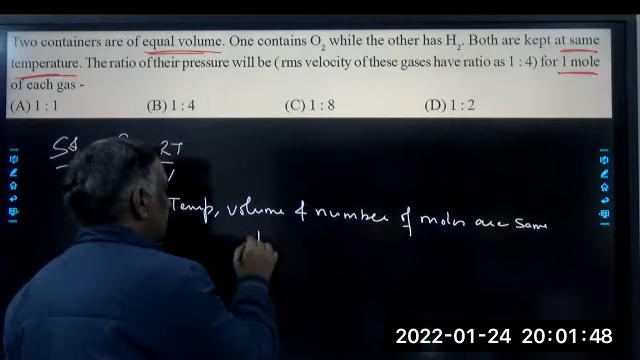 Two containers are of equal volume. One contains O₂ while the other has H₂. Both are kept at same
temperature. The ratio of their pressure will be ( rms velocity of these gases have ratio as 1 : 4) for 1 mole
of each gas -
(A) 1 : 1 (B) 1 : 4 (C) 1 : 8 (D) 1 : 2
RT
Temp, volume & number of moles are same
2022-01-24 20:01:48